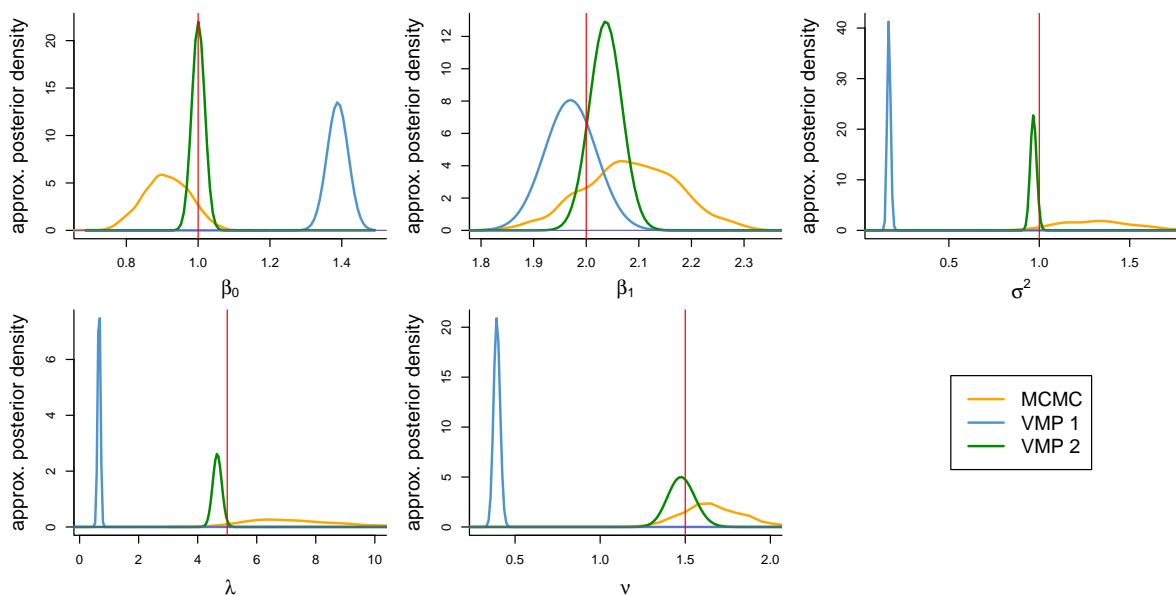 approx. posterior density
20
15
10
5
0
0.8 1.0 1.2 1.4
β0
approx. posterior density
12
10
8
6
4
2
0
1.8 1.9 2.0 2.1 2.2 2.3
β1
approx. posterior density
40
30
20
10
0
0.5 1.0 1.5
σ2
approx. posterior density
6
4
2
0
0 2 4 6 8 10
λ
approx. posterior density
20
15
10
5
0
0.5 1.0 1.5 2.0
ν
MCMC
VMP 1
VMP 2